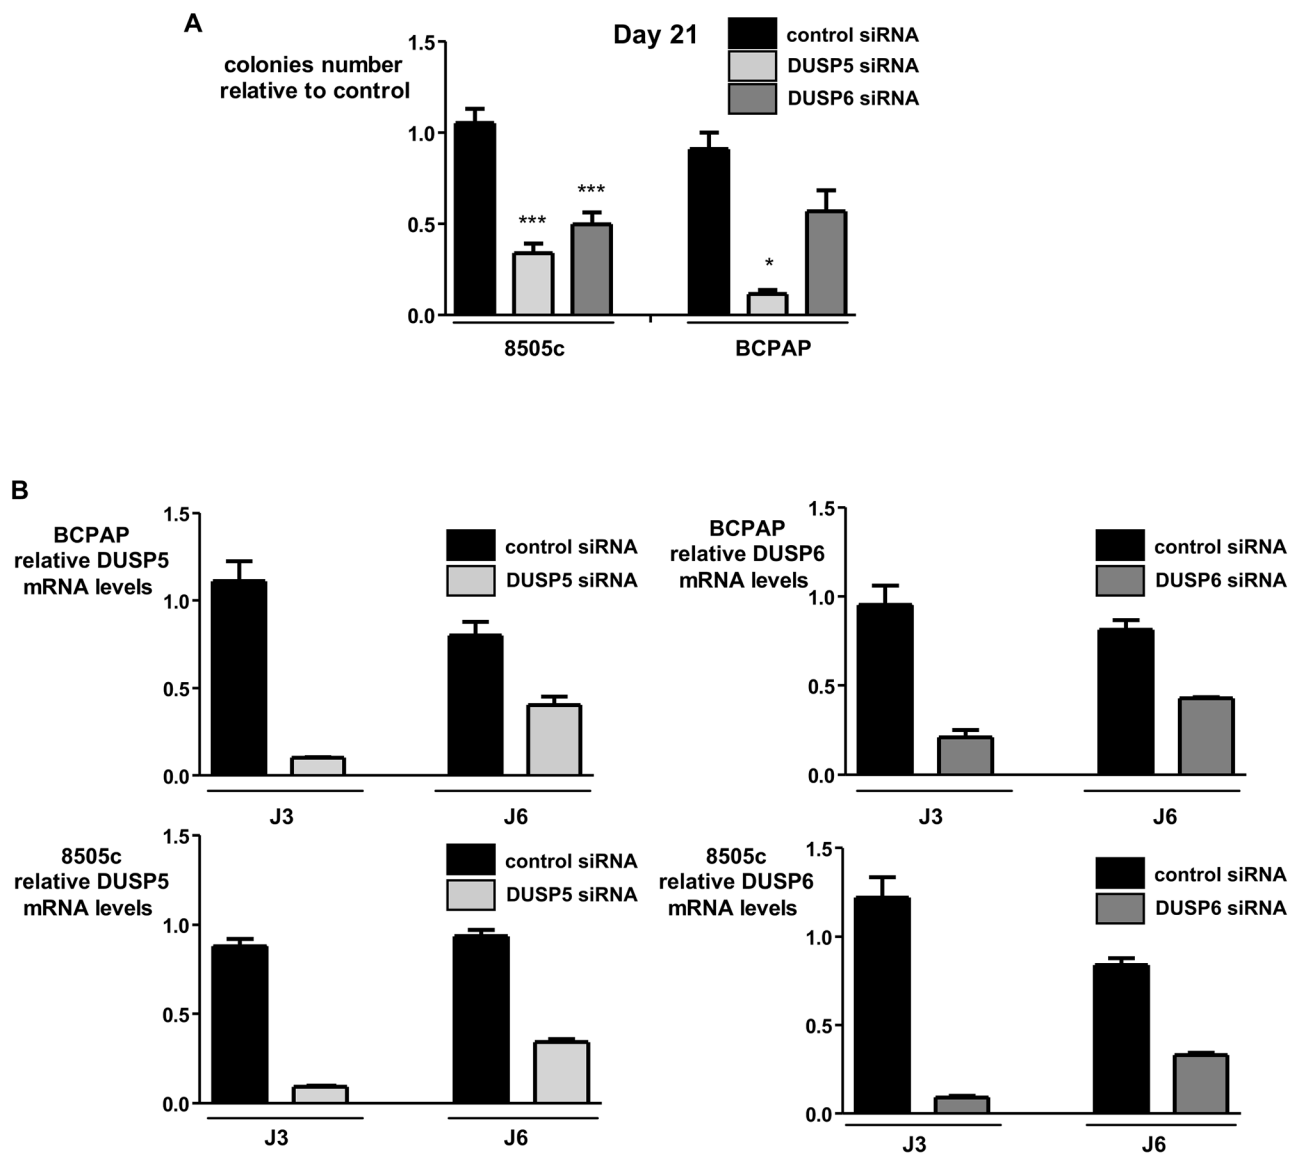 A
Day 21
control siRNA
DUSP5 siRNA
DUSP6 siRNA
colonies number
relative to control
1.5
1.0
0.5
0.0
***
***
*
8505c
BCPAP
B
BCPAP
relative DUSP5
mRNA levels
1.5
1.0
0.5
0.0
control siRNA
DUSP5 siRNA
J3
J6
BCPAP
relative DUSP6
mRNA levels
1.5
1.0
0.5
0.0
control siRNA
DUSP6 siRNA
J3
J6
8505c
relative DUSP5
mRNA levels
1.5
1.0
0.5
0.0
control siRNA
DUSP5 siRNA
J3
J6
8505c
relative DUSP6
mRNA levels
1.5
1.0
0.5
0.0
control siRNA
DUSP6 siRNA
J3
J6